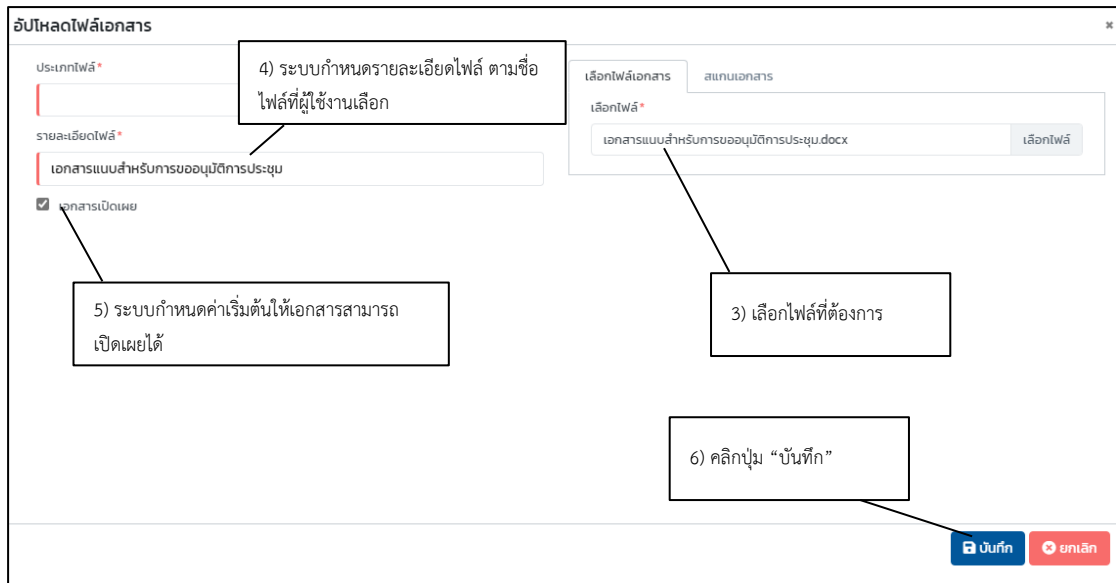 อัปโหลดไฟล์เอกสาร
ประเภทไฟล์*
4) ระบบกำหนดรายละเอียดไฟล์ ตามชื่อ
ไฟล์ที่ผู้ใช้งานเลือก
เลือกไฟล์เอกสาร
สแกนเอกสาร
เลือกไฟล์*
เอกสารแนบสำหรับการขออนุมัติการประชุม.docx
เลือกไฟล์
รายละเอียดไฟล์*
เอกสารแนบสำหรับการขออนุมัติการประชุม
เอกสารเปิดเผย
5) ระบบกำหนดค่าเริ่มต้นให้เอกสารสามารถ
เปิดเผยได้
3) เลือกไฟล์ที่ต้องการ
6) คลิกปุ่ม “บันทึก”
บันทึก
ยกเลิก